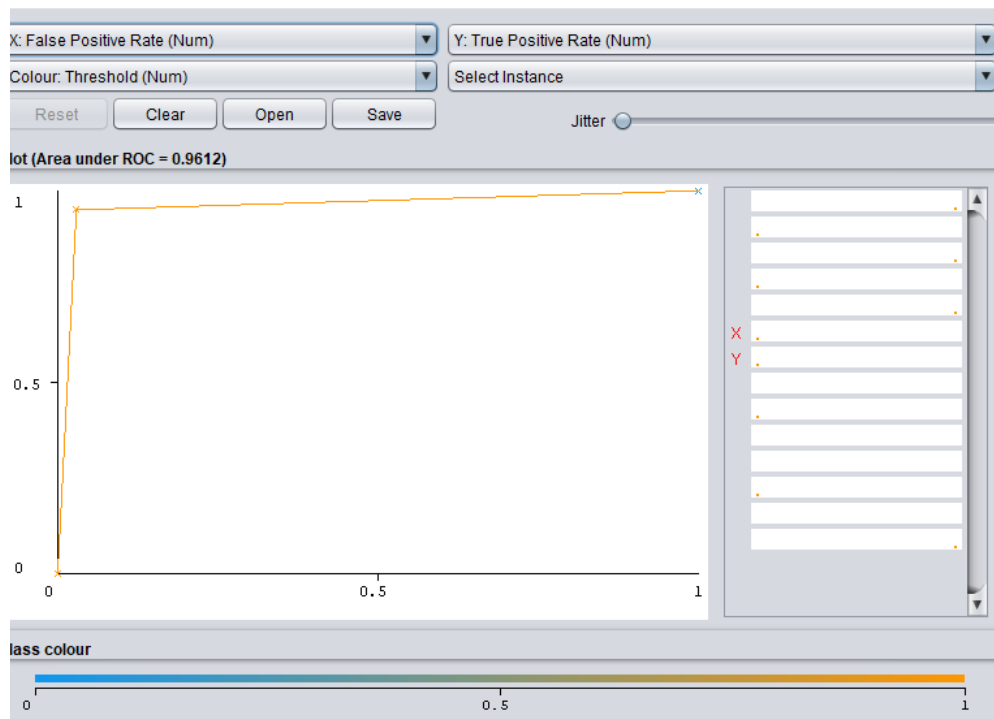 X: False Positive Rate (Num) Y: True Positive Rate (Num)
Colour: Threshold (Num) Select Instance
Reset Clear Open Save Jitter
lot (Area under ROC = 0.9612)
1
0.5
0
0 0.5 1
X
Y
lass colour
0 0.5 1